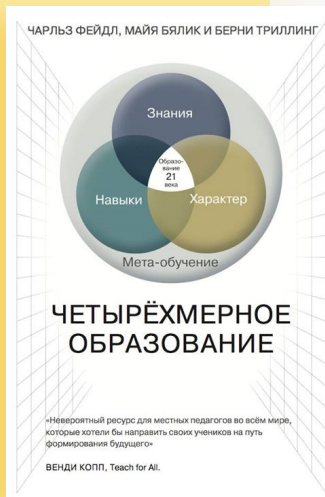 ЧАРЛЬЗ ФЕЙДЛ, МАЙЯ БЯЛИК И БЕРНИ ТРИЛЛИНГ
Знания
Образо-
вание
21
века
Навыки
Характер
Мета-обучение
ЧЕТЫРЁХМЕРНОЕ
ОБРАЗОВАНИЕ
«Невероятный ресурс для местных педагогов во всём мире,
которые хотели бы направить своих учеников на путь
формирования будущего»
ВЕНДИ КОПП, Teach for All.